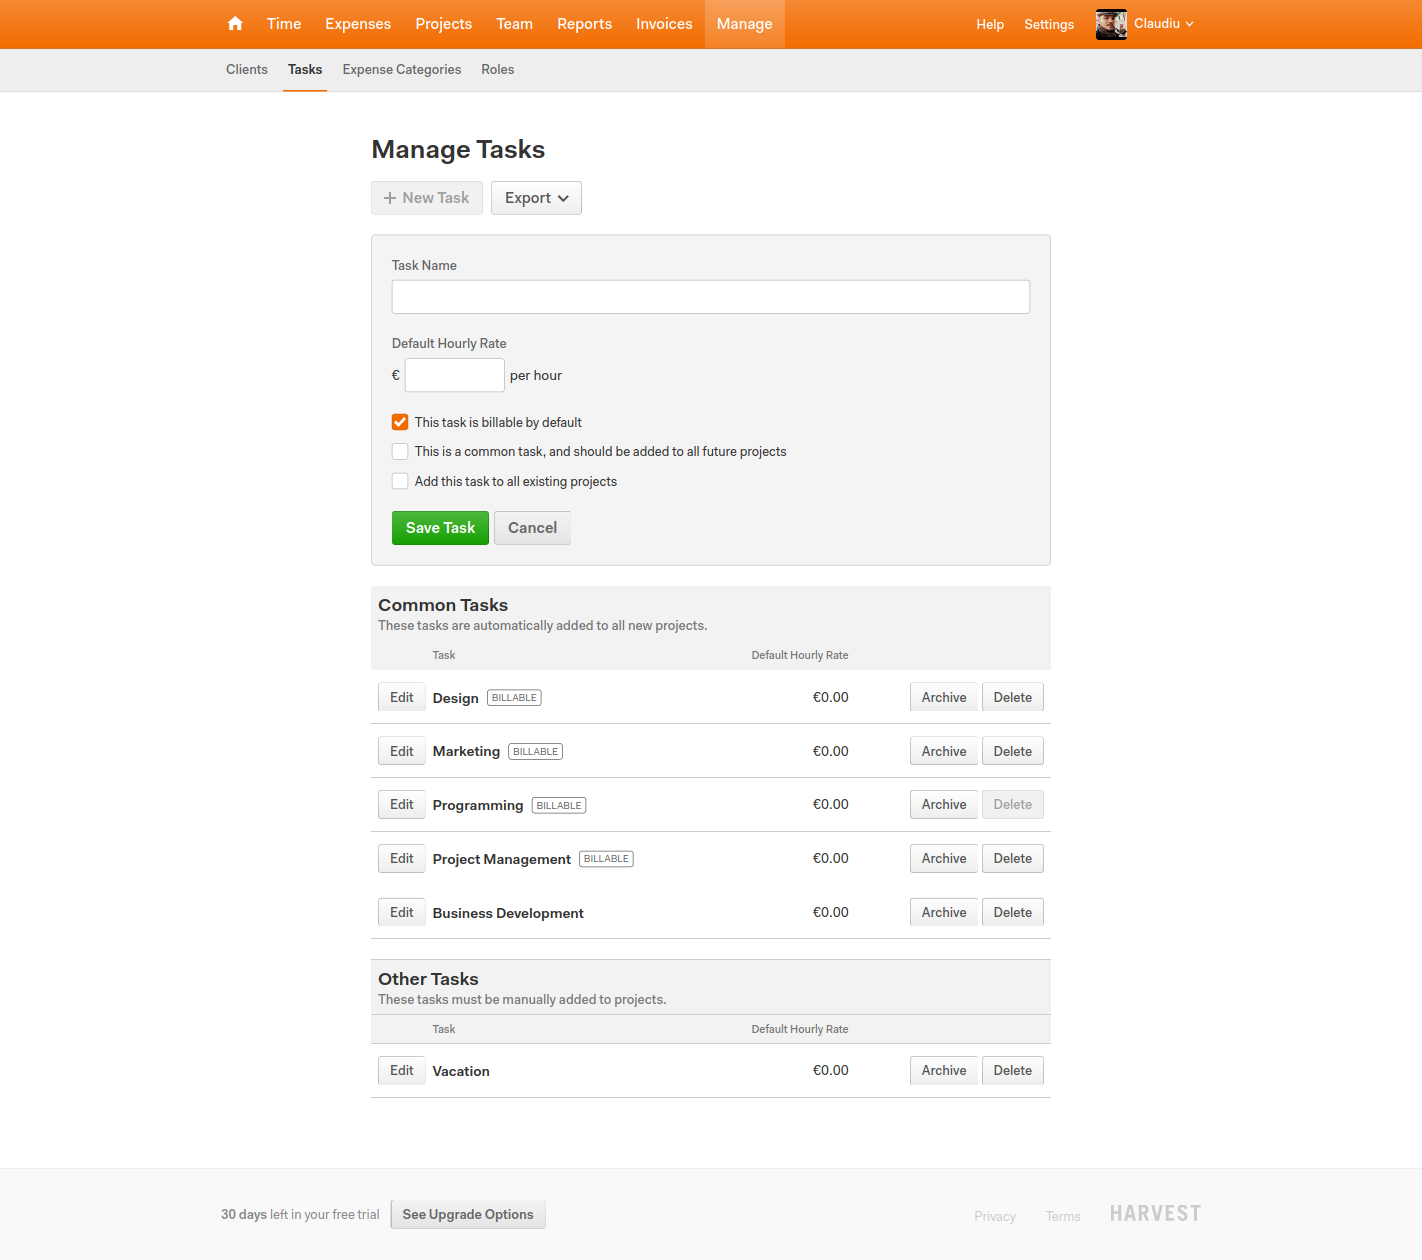 Time Expenses Projects Team Reports Invoices Manage Help Settings Claudiu
Clients Tasks Expense Categories Roles
Manage Tasks
New Task Export
Task Name
Default Hourly Rate
€ per hour
This task is billable by default
This is a common task, and should be added to all future projects
Add this task to all existing projects
Save Task Cancel
Common Tasks
These tasks are automatically added to all new projects.
Task Default Hourly Rate
Edit Design BILLABLE €0.00 Archive Delete
Edit Marketing BILLABLE €0.00 Archive Delete
Edit Programming BILLABLE €0.00 Archive Delete
Edit Project Management BILLABLE €0.00 Archive Delete
Edit Business Development €0.00 Archive Delete
Other Tasks
These tasks must be manually added to projects.
Task Default Hourly Rate
Edit Vacation €0.00 Archive Delete
30 days left in your free trial See Upgrade Options Privacy Terms HARVEST